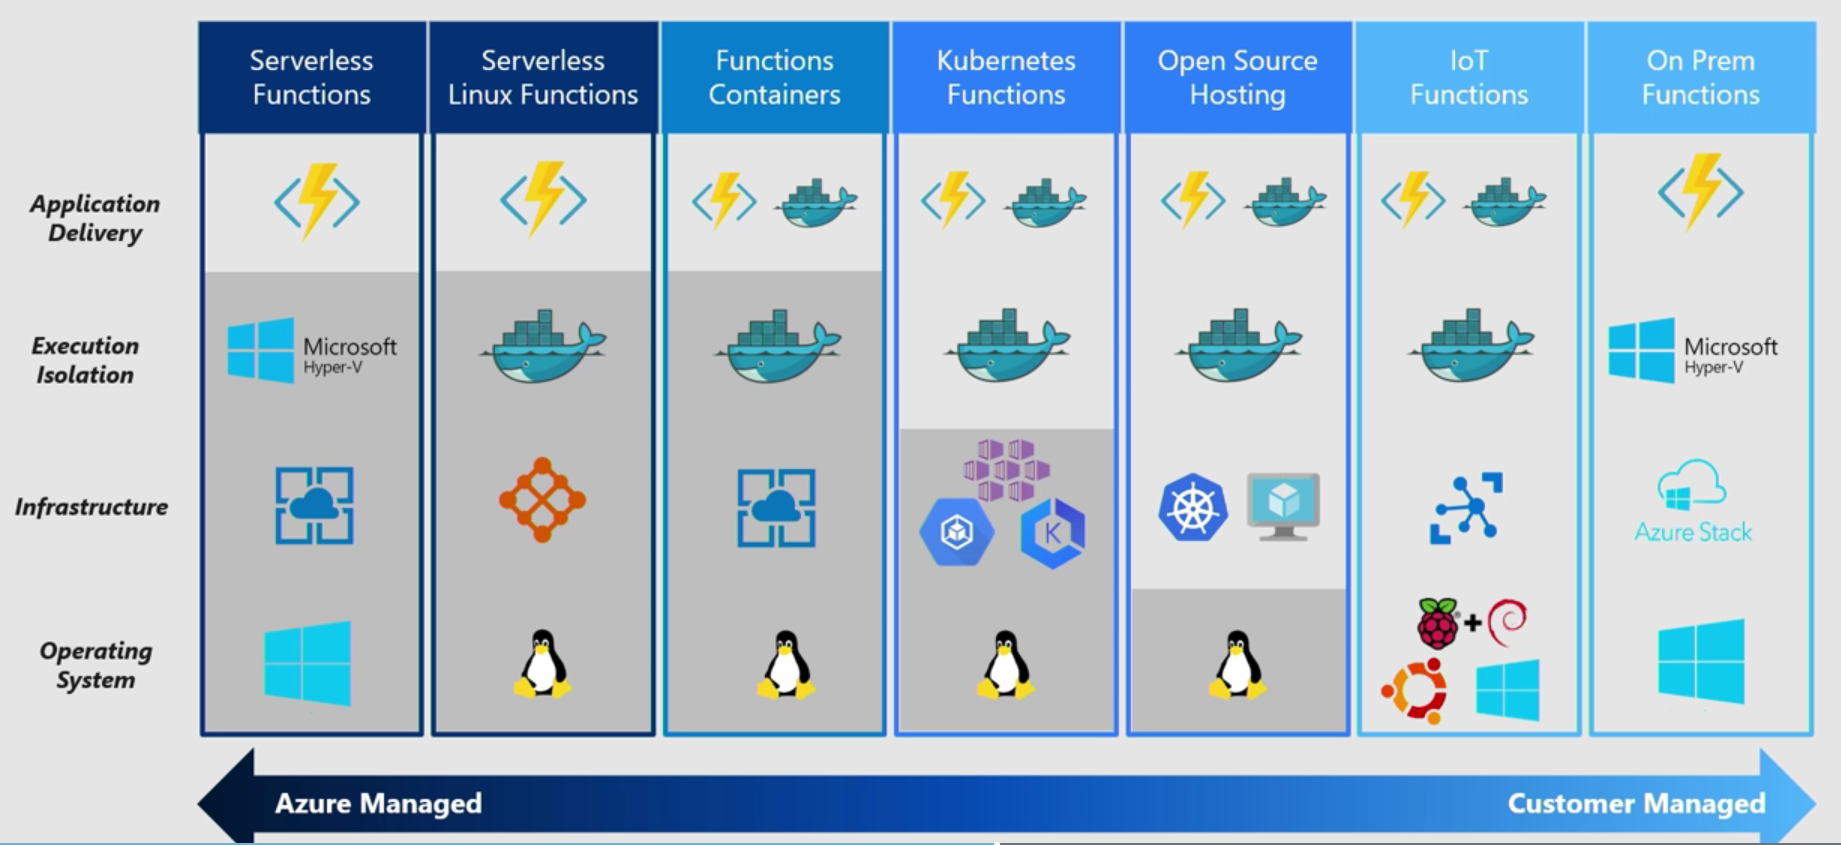 Serverless
Functions
Serverless
Linux Functions
Functions
Containers
Kubernetes
Functions
Open Source
Hosting
IoT
Functions
On Prem
Functions
Application
Delivery
Execution
Isolation
Microsoft
Hyper-V
Microsoft
Hyper-V
Infrastructure
K
Azure Stack
+
Operating
System
Azure Managed
Customer Managed